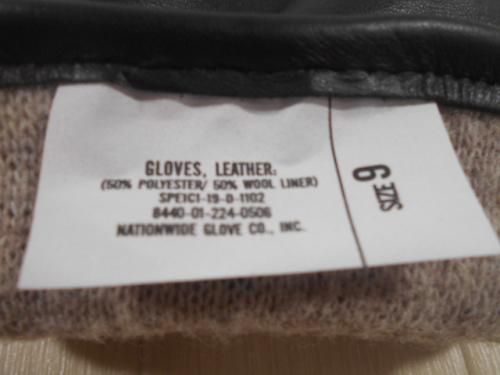 GLOVES, LEATHER:
(50% POLYESTER/ 50% WOOL LINER)
SPE1C1-19-D-1102
8440-01-224-0506
NATIONWIDE GLOVE CO., INC.
SIZE 9